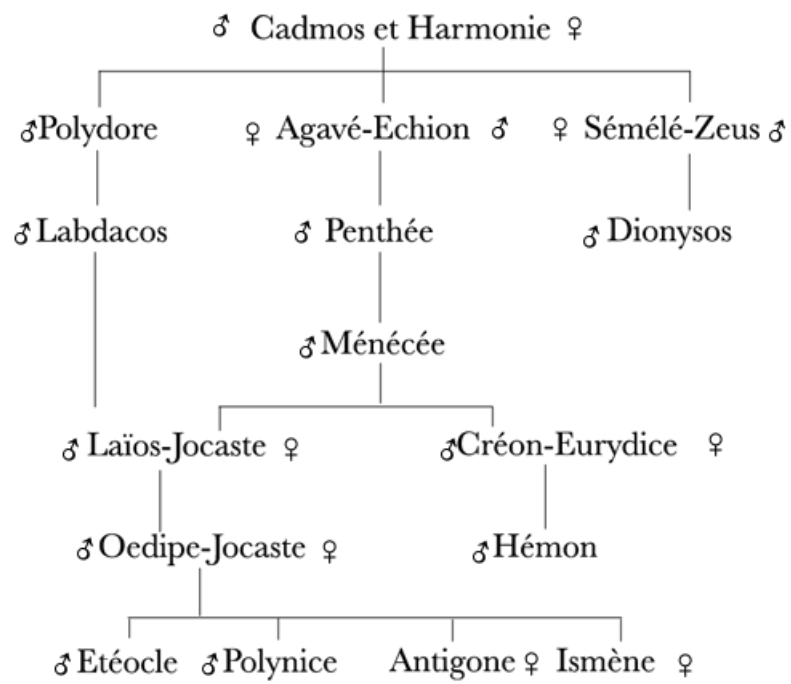 ♂ Cadmos et Harmonie ♀
♂Polydore ♀ Agavé-Echion ♂ ♀ Sémélé-Zeus ♂
♂Labdacos ♂ Penthée ♂Dionysos
♂Ménécée
♂Laïos-Jocaste ♀ ♂Créon-Eurydice ♀
♂Oedipe-Jocaste ♀ ♂Hémon
♂Etéocle ♂Polynice Antigone♀ Ismène ♀